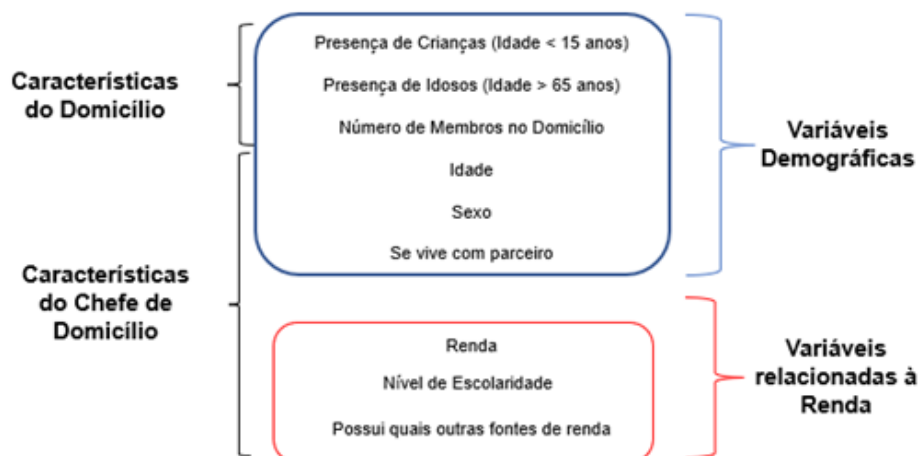 Características
do Domicílio
Características
do Chefe de
Domicílio
Presença de Crianças (Idade < 15 anos)
Presença de Idosos (Idade > 65 anos)
Número de Membros no Domicílio
Idade
Sexo
Se vive com parceiro
Renda
Nível de Escolaridade
Possui quais outras fontes de renda
Variáveis
Demográficas
Variáveis
relacionadas à
Renda